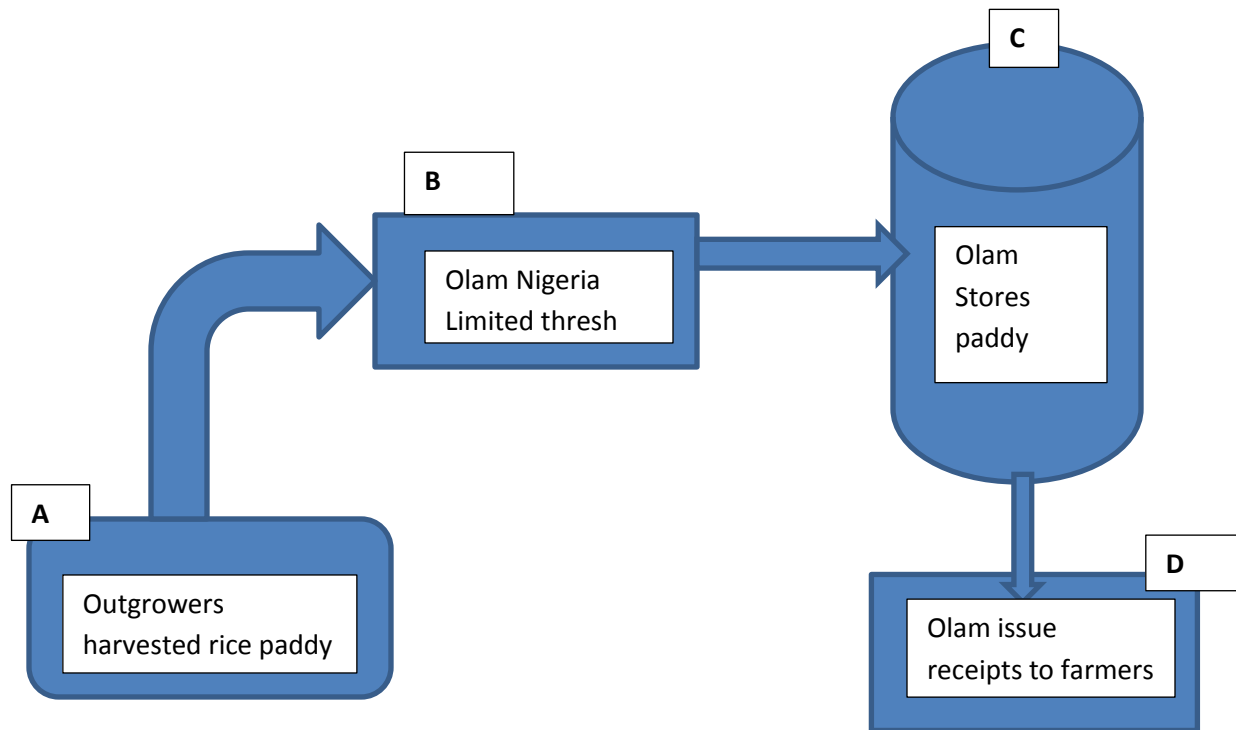 A
Outgrowers
harvested rice paddy
B
Olam Nigeria
Limited thresh
C
Olam
Stores
paddy
D
Olam issue
receipts to farmers